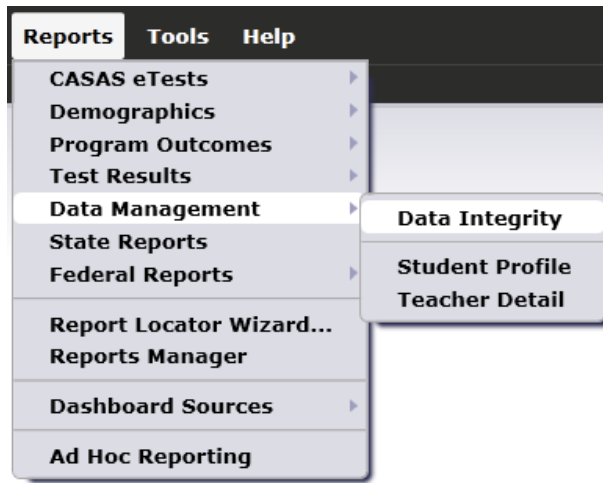 Reports Tools Help
CASAS eTests
Demographics
Program Outcomes
Test Results
Data Management
Data Integrity
State Reports
Student Profile
Federal Reports
Teacher Detail
Report Locator Wizard...
Reports Manager
Dashboard Sources
Ad Hoc Reporting